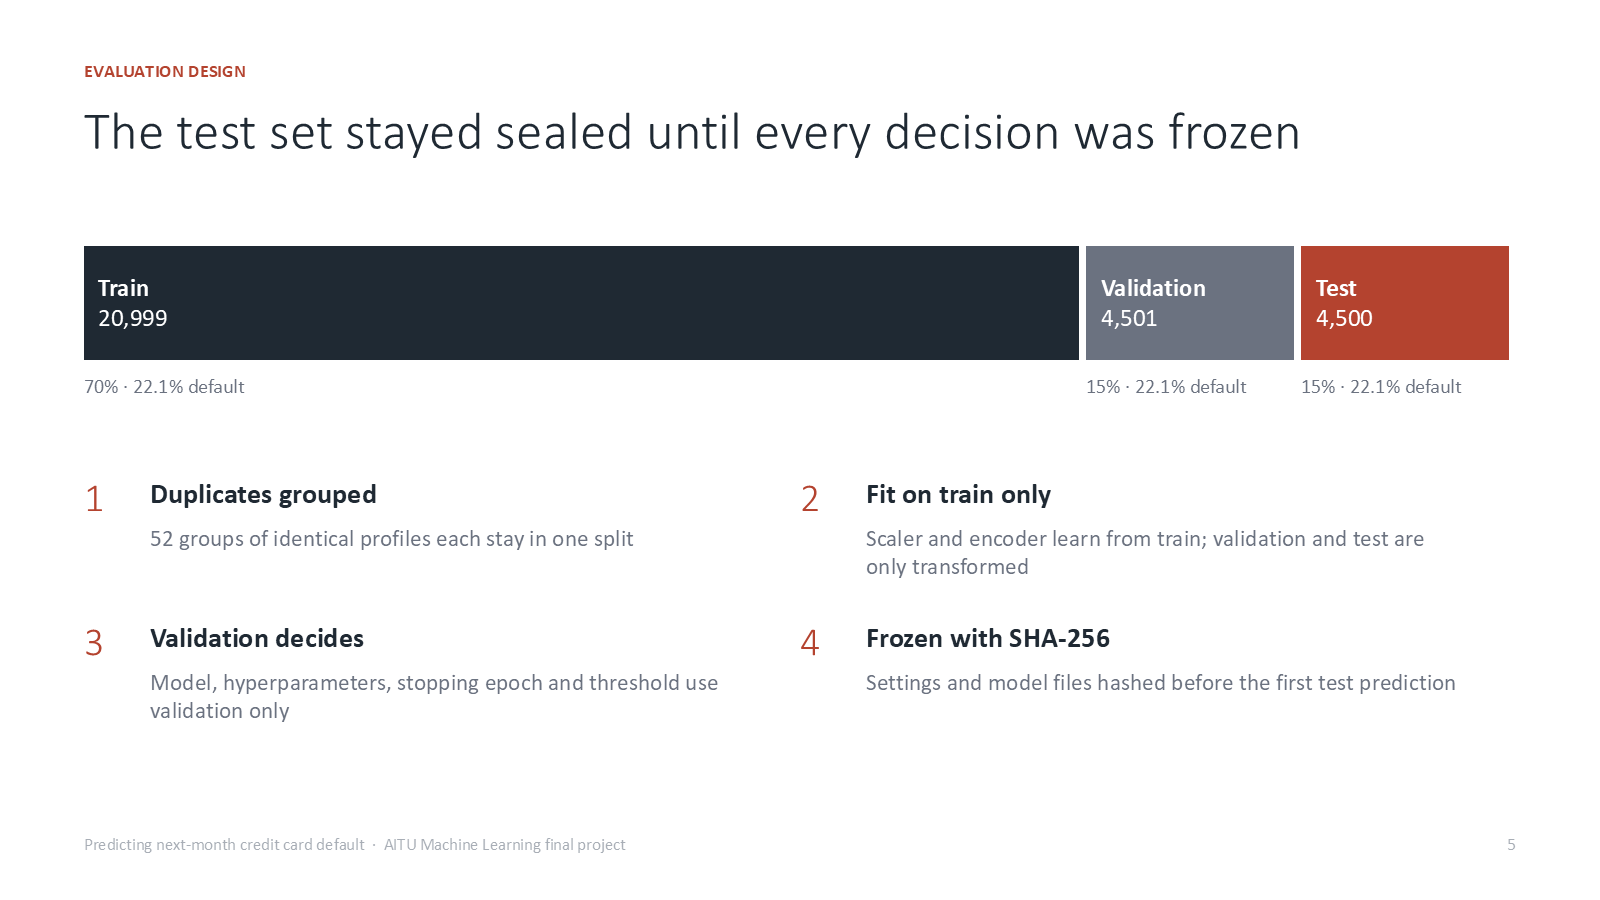 EVALUATION DESIGN
The test set stayed sealed until every decision was frozen
Train
20,999
Validation
4,501
Test
4,500
70% · 22.1% default
15% · 22.1% default
15% · 22.1% default
1
Duplicates grouped
52 groups of identical profiles each stay in one split
2
Fit on train only
Scaler and encoder learn from train; validation and test are
only transformed
3
Validation decides
Model, hyperparameters, stopping epoch and threshold use
validation only
4
Frozen with SHA-256
Settings and model files hashed before the first test prediction
Predicting next-month credit card default · AITU Machine Learning final project
5